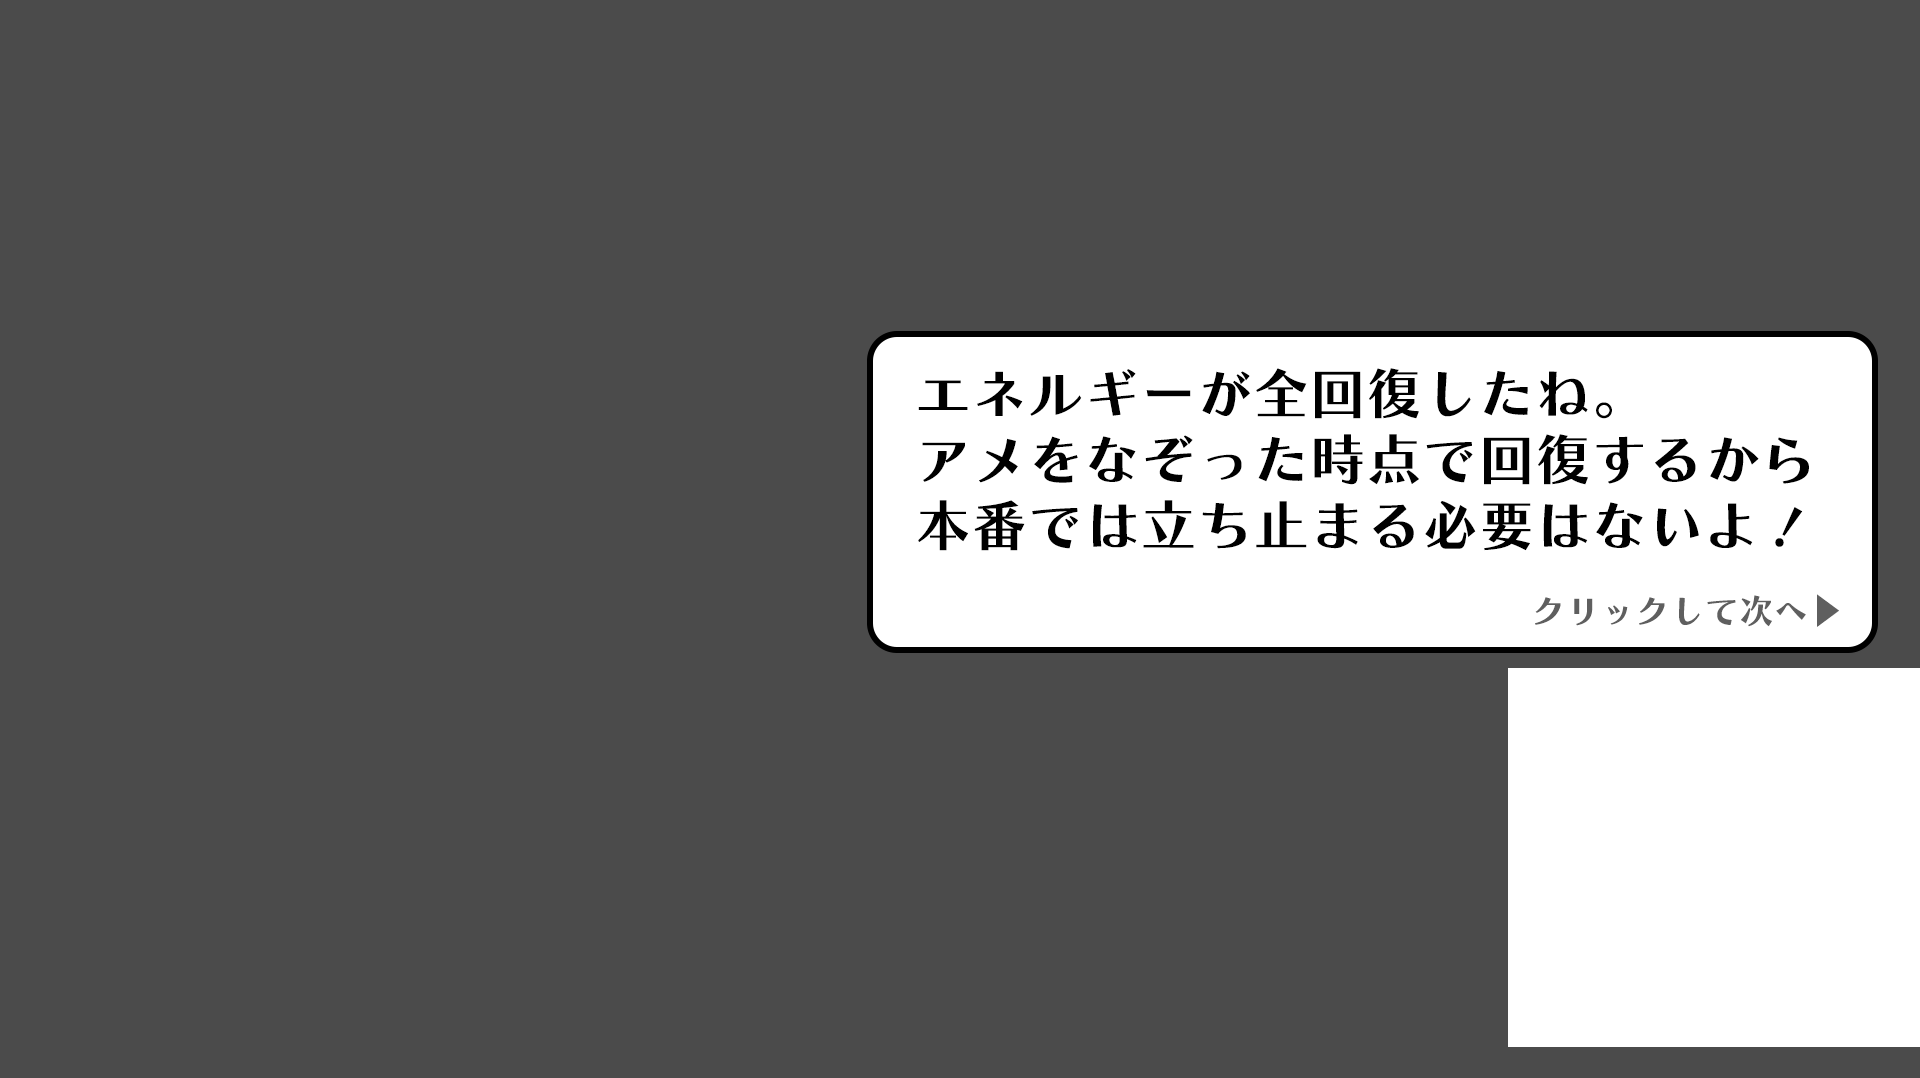 エネルギーが全回復したね。
アメをなぞった時点で回復するから
本番では立ち止まる必要はないよ！
クリックして次へ▶